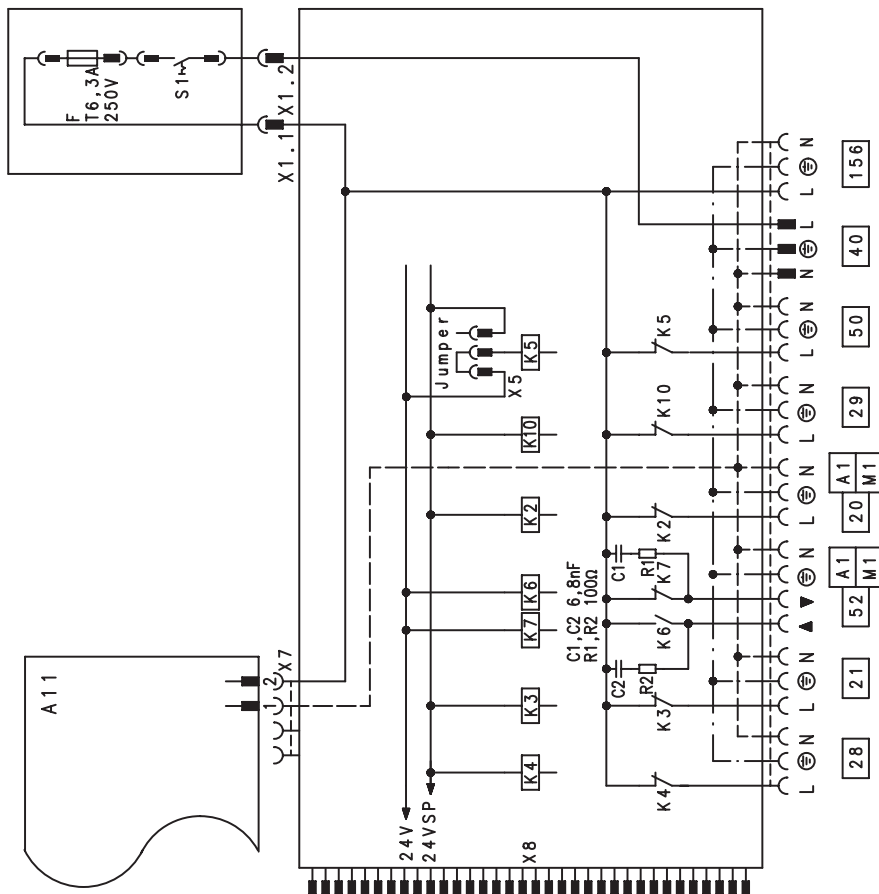 F
T6,3A
250V
S1
X1.2
X1.1
N
L
156
L
N
40
N
L
50
N
L
29
N
L
A1
M1
20
N
A1
M1
52
N
L
21
N
L
28
Jumper
X5
K5
K10
K2
K6
K7
K3
K4
K5
K10
K2
C1
R1
K7
C1,C2 6,8nF
R1,R2 100Ω
K6
C2
R2
K3
K4
A11
2
1
X7
24V
24VSP
X8